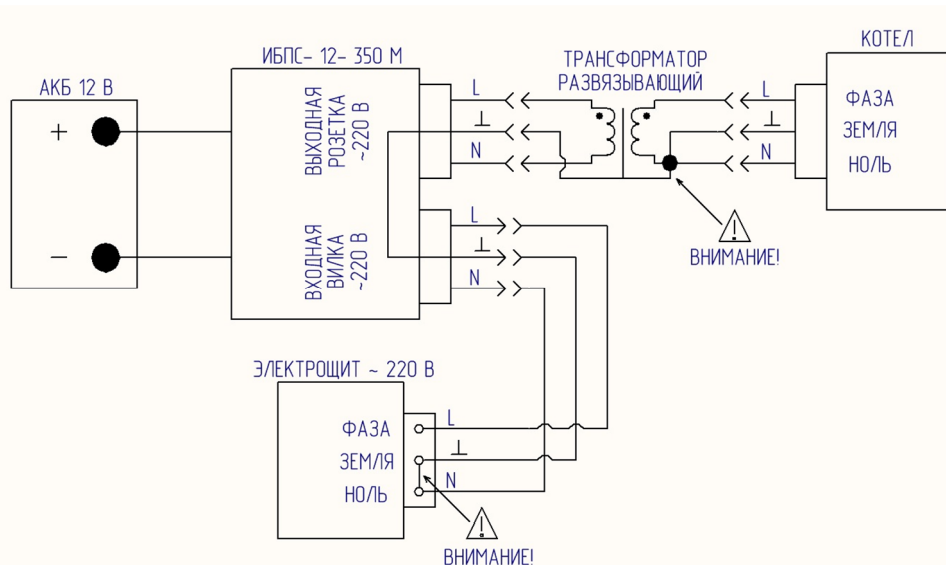 КОТЕЛ
ИБПС- 12- 350 М
ТРАНСФОРМАТОР
РАЗВЯЗЫВАЮЩИЙ
АКБ 12 В
+
−
ВЫХОДНАЯ
РОЗЕТКА
~220 В
ВХОДНАЯ
ВИЛКА
~220 В
L
⊥
N
L
⊥
N
L
⊥
N
ФАЗА
ЗЕМЛЯ
НОЛЬ
!
ВНИМАНИЕ!
ЭЛЕКТРОЩИТ ~ 220 В
ФАЗА
ЗЕМЛЯ
НОЛЬ
L
⊥
N
!
ВНИМАНИЕ!